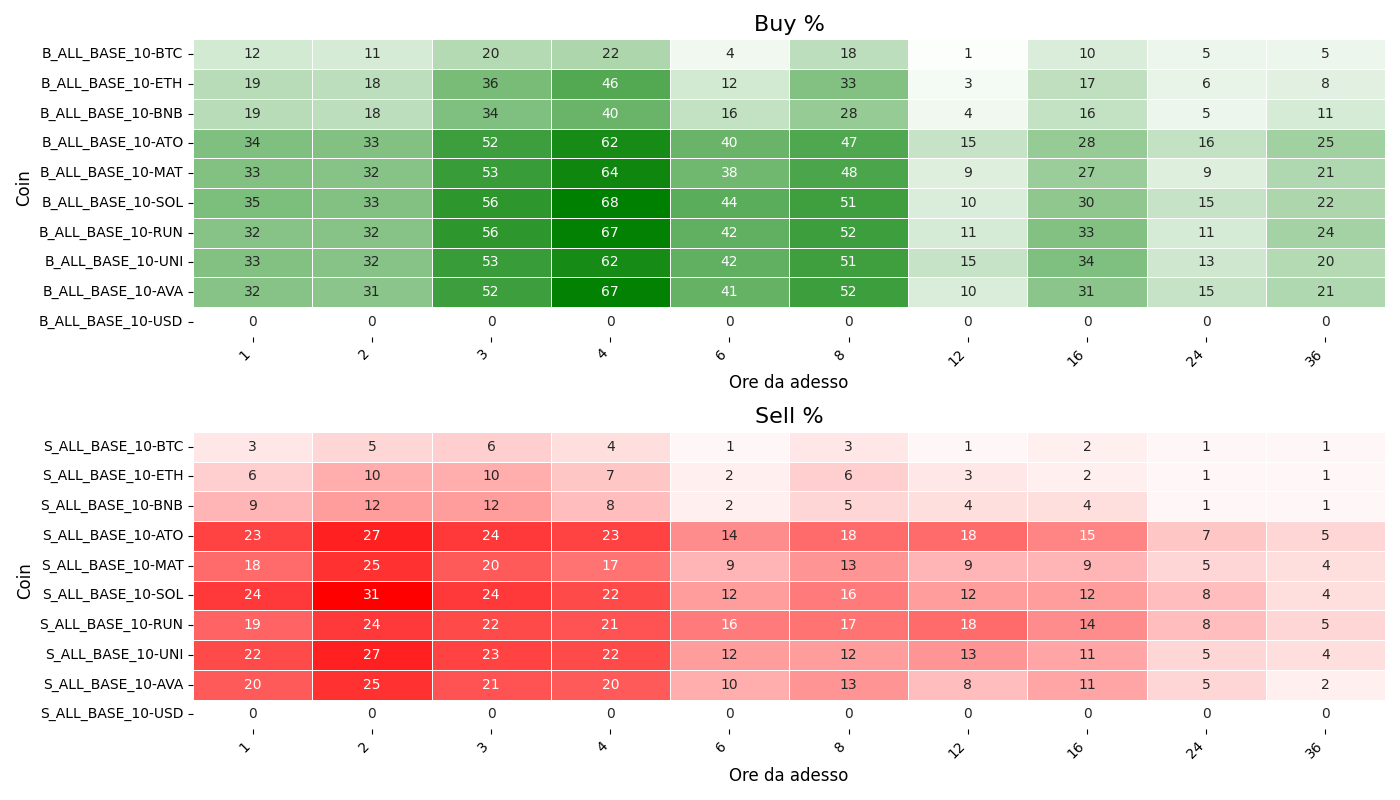 Buy %
Coin
B_ALL_BASE_10-BTC 12 11 20 22 4 18 1 10 5 5
B_ALL_BASE_10-ETH 19 18 36 46 12 33 3 17 6 8
B_ALL_BASE_10-BNB 19 18 34 40 16 28 4 16 5 11
B_ALL_BASE_10-ATO 34 33 52 62 40 47 15 28 16 25
B_ALL_BASE_10-MAT 33 32 53 64 38 48 9 27 9 21
B_ALL_BASE_10-SOL 35 33 56 68 44 51 10 30 15 22
B_ALL_BASE_10-RUN 32 32 56 67 42 52 11 33 11 24
B_ALL_BASE_10-UNI 33 32 53 62 42 51 15 34 13 20
B_ALL_BASE_10-AVA 32 31 52 67 41 52 10 31 15 21
B_ALL_BASE_10-USD 0 0 0 0 0 0 0 0 0 0
1 2 3 4 6 8 12 16 24 36
Ore da adesso
Sell %
Coin
S_ALL_BASE_10-BTC 3 5 6 4 1 3 1 2 1 1
S_ALL_BASE_10-ETH 6 10 10 7 2 6 3 2 1 1
S_ALL_BASE_10-BNB 9 12 12 8 2 5 4 4 1 1
S_ALL_BASE_10-ATO 23 27 24 23 14 18 18 15 7 5
S_ALL_BASE_10-MAT 18 25 20 17 9 13 9 9 5 4
S_ALL_BASE_10-SOL 24 31 24 22 12 16 12 12 8 4
S_ALL_BASE_10-RUN 19 24 22 21 16 17 18 14 8 5
S_ALL_BASE_10-UNI 22 27 23 22 12 12 13 11 5 4
S_ALL_BASE_10-AVA 20 25 21 20 10 13 8 11 5 2
S_ALL_BASE_10-USD 0 0 0 0 0 0 0 0 0 0
1 2 3 4 6 8 12 16 24 36
Ore da adesso